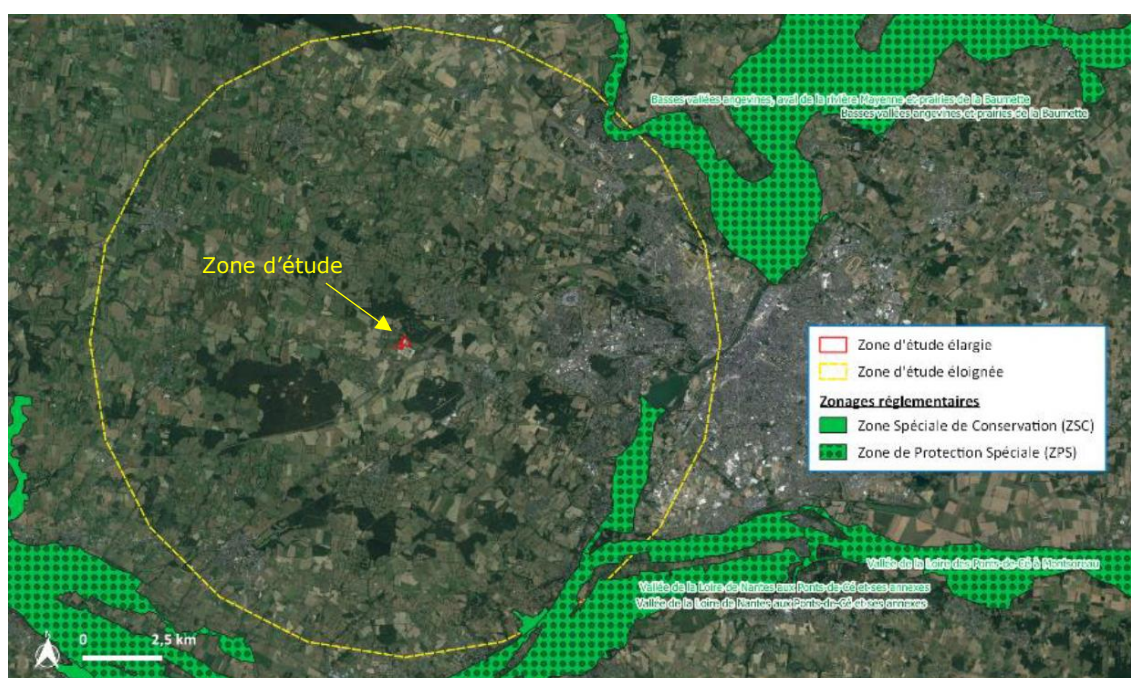 Basses vallées angevines, aval de la rivière Mayenne et prairies de la Baumette
Basses vallées angevines et prairies de la Baumette
Zone d'étude
Zone d'étude élargie
Zone d'étude éloignée
Zonages réglementaires
Zone Spéciale de Conservation (ZSC)
Zone de Protection Spéciale (ZPS)
Vallée de la Loire des Ponts-de-Cé à Montsoreau
Vallée de la Loire de Nantes aux Ponts-de-Cé et ses annexes
Vallée de la Loire de Nantes aux Ponts-de-Cé et ses annexes
0 2,5 km